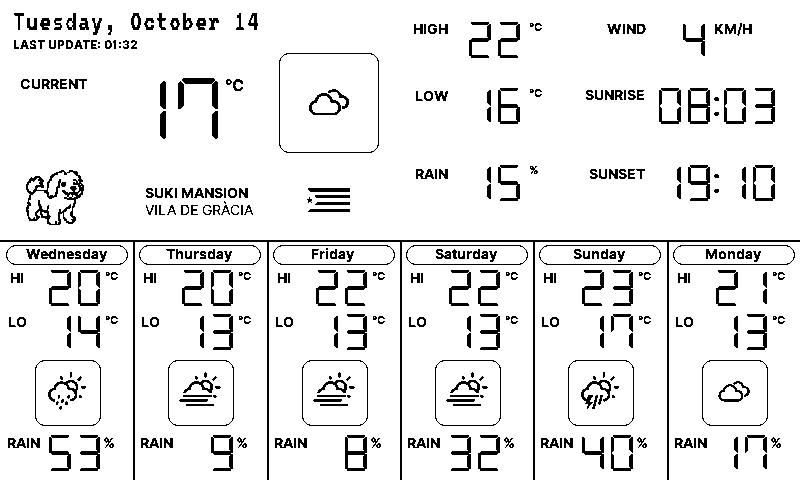 Tuesday, October 14
LAST UPDATE: 01:32
CURRENT 17 °C
SUKI MANSION
VILA DE GRÀCIA
HIGH 22 °C
LOW 16 °C
RAIN 15 %
WIND 4 KM/H
SUNRISE 08:03
SUNSET 19:10
Wednesday
HI 20 °C
LO 14 °C
RAIN 53 %
Thursday
HI 20 °C
LO 13 °C
RAIN 9 %
Friday
HI 22 °C
LO 13 °C
RAIN 8 %
Saturday
HI 22 °C
LO 13 °C
RAIN 32 %
Sunday
HI 23 °C
LO 17 °C
RAIN 40 %
Monday
HI 21 °C
LO 13 °C
RAIN 17 %